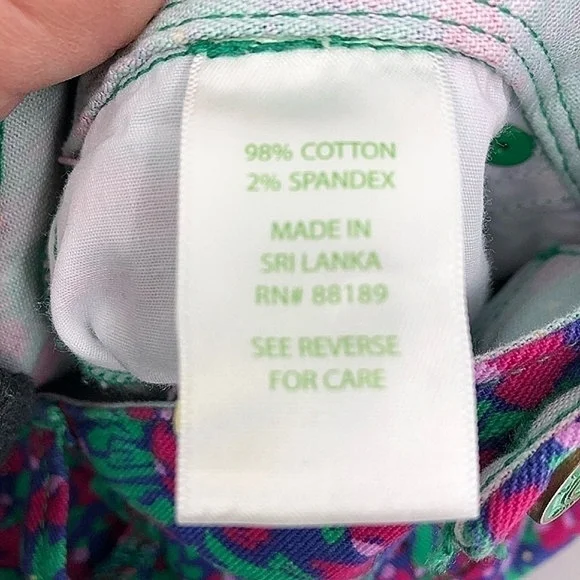 98% COTTON
2% SPANDEX
MADE IN
SRI LANKA
RN# 88189
SEE REVERSE
FOR CARE